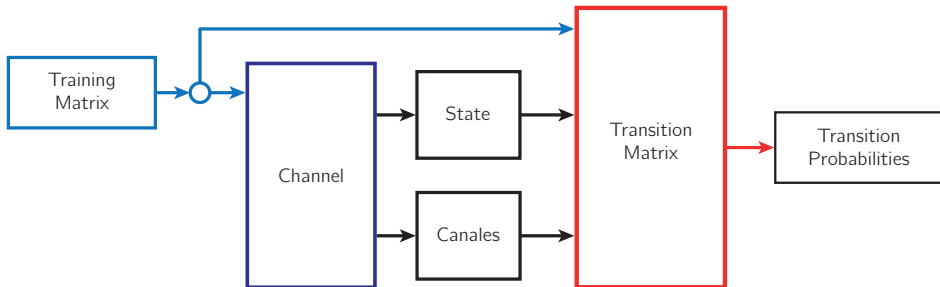 Training
Matrix
Channel
State
Canales
Transition
Matrix
Transition
Probabilities